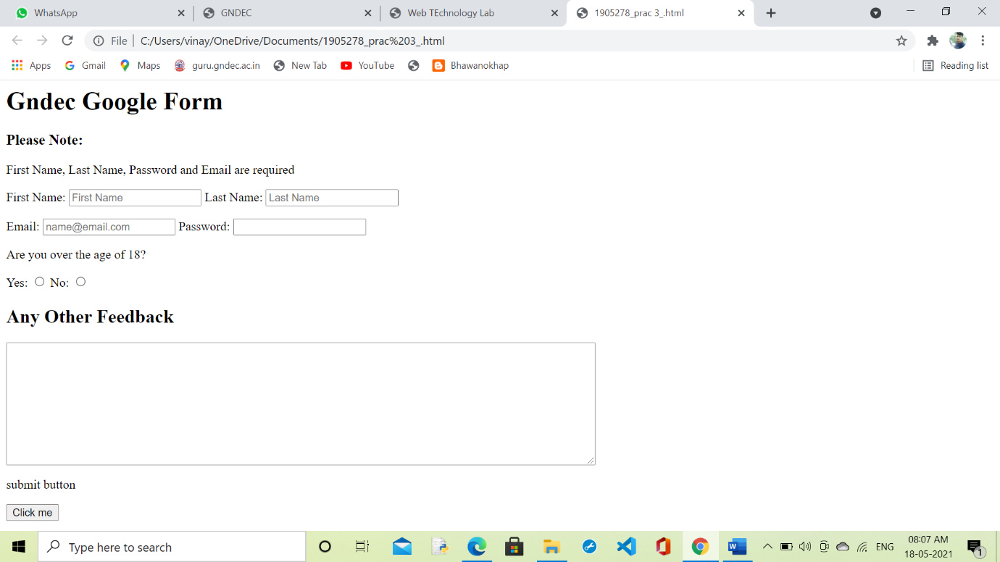 WhatsApp GNDEC Web TEchnology Lab 1905278_prac 3_.html
File C:/Users/vinay/OneDrive/Documents/1905278_prac%203_.html
Apps Gmail Maps guru.gndec.ac.in New Tab YouTube Bhawanokhap Reading list
Gndec Google Form
Please Note:
First Name, Last Name, Password and Email are required
First Name: First Name Last Name: Last Name
Email: name@email.com Password:
Are you over the age of 18?
Yes: No:
Any Other Feedback
submit button
Click me
Type here to search ENG 08:07 AM
18-05-2021 1